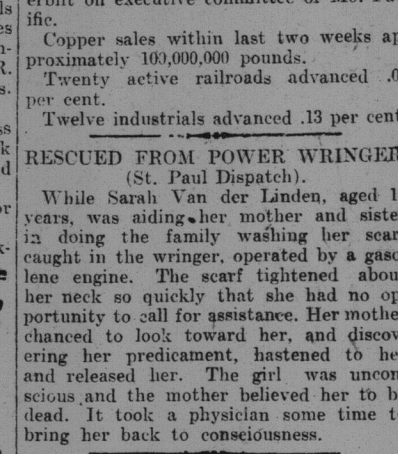 ific.
Copper sales within last two weeks ap
proximately 100,000,000 pounds.
Twenty active railroads advanced .0
per cent.
Twelve industrials advanced .13 per cent
RESCUED FROM POWER WRINGER
(St. Paul Dispatch).
While Sarah Van der Linden, aged 1
years, was aiding her mother and siste
in doing the family washing her scar
caught in the wringer, operated by a gaso
lene engine. The scarf tightened abou
her neck so quickly that she had no op
portunity to call for assistance. Her mothe
chanced to look toward her, and discov
ering her predicament, hastened to he
and released her. The girl was uncon
scious and the mother believed her to b
dead. It took a physician some time t
bring her back to consciousness.